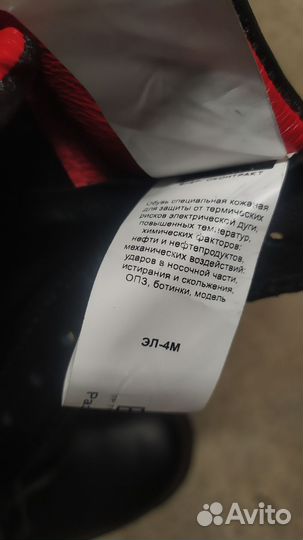 Обувь специальная кожаная
для защиты от термических
рисков электрической дуги,
повышенных температур,
химических факторов:
нефти и нефтепродуктов,
механических воздействий:
ударов в носочной части,
истирания и скольжения,
ОПЗ, ботинки, модель
ЭЛ-4М
Avito